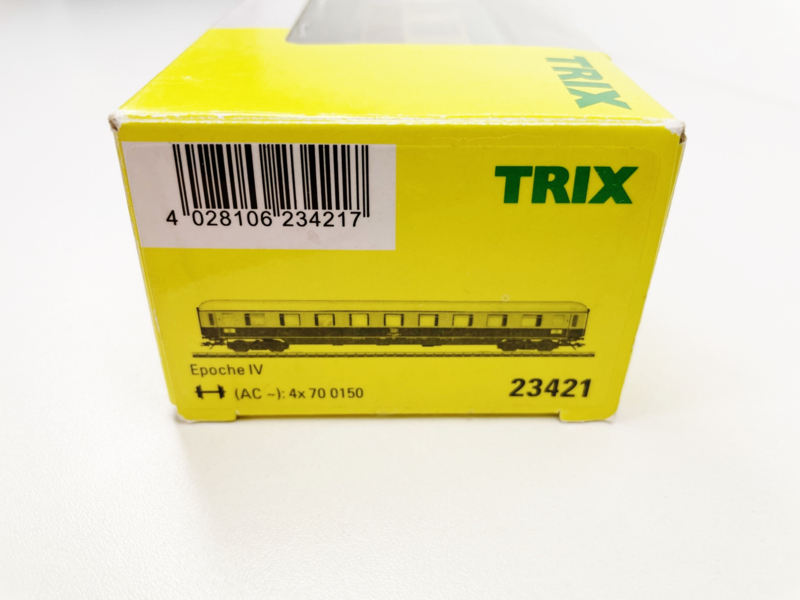 TRIX
TRIX
4 028106 234217
Epoche IV
(AC ~): 4x 70 0150
23421